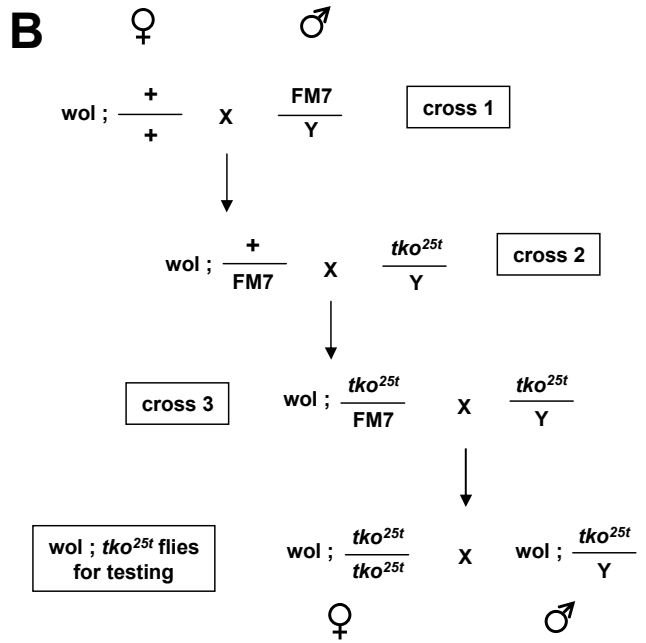 B ♀ ♂
wol ; + / + X FM7 / Y cross 1
wol ; + / FM7 X tko25t / Y cross 2
cross 3 wol ; tko25t / FM7 X tko25t / Y
wol ; tko25t flies
for testing
wol ; tko25t / tko25t X wol ; tko25t / Y
♀ ♂